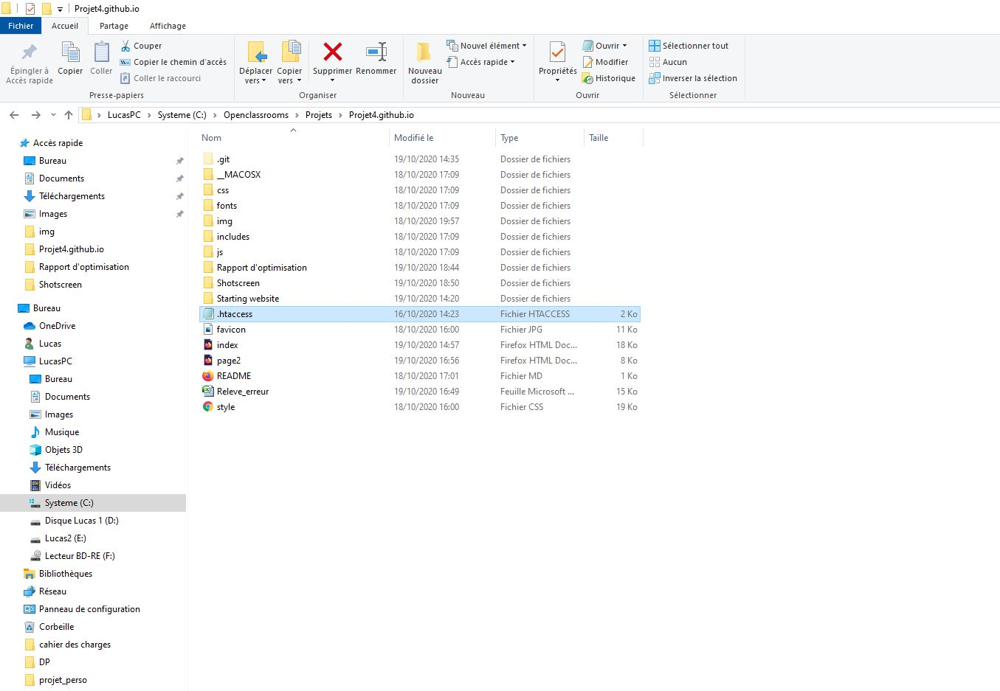 Projet4.github.io
Fichier Accueil Partage Affichage
Épingler à Accès rapide
Copier
Coller
Couper
Copier le chemin d'accès
Coller le raccourci
Presse-papiers
Déplacer vers
Copier vers
Supprimer
Renommer
Organiser
Nouveau dossier
Nouvel élément
Accès rapide
Nouveau
Propriétés
Ouvrir
Modifier
Historique
Ouvrir
Sélectionner tout
Aucun
Inverser la sélection
Sélectionner
LucasPC > Systeme (C:) > Openclassrooms > Projets > Projet4.github.io
Accès rapide
Bureau
Documents
Téléchargements
Images
img
Projet4.github.io
Rapport d'optimisation
Shotscreen
Bureau
OneDrive
Lucas
LucasPC
Bureau
Documents
Images
Musique
Objets 3D
Téléchargements
Vidéos
Systeme (C:)
Disque Lucas 1 (D:)
Lucas2 (E:)
Lecteur BD-RE (F:)
Bibliothèques
Réseau
Panneau de configuration
Corbeille
cahier des charges
DP
projet_perso
Nom Modifié le Type Taille
.git 19/10/2020 14:35 Dossier de fichiers
__MACOSX 18/10/2020 17:09 Dossier de fichiers
css 18/10/2020 17:09 Dossier de fichiers
fonts 18/10/2020 17:09 Dossier de fichiers
img 18/10/2020 19:57 Dossier de fichiers
includes 18/10/2020 17:09 Dossier de fichiers
js 18/10/2020 17:09 Dossier de fichiers
Rapport d'optimisation 19/10/2020 18:44 Dossier de fichiers
Shotscreen 19/10/2020 18:50 Dossier de fichiers
Starting website 19/10/2020 14:20 Dossier de fichiers
.htaccess 16/10/2020 14:23 Fichier HTACCESS 2 Ko
favicon 18/10/2020 16:00 Fichier JPG 11 Ko
index 19/10/2020 14:57 Firefox HTML Doc... 18 Ko
page2 19/10/2020 16:56 Firefox HTML Doc... 8 Ko
README 18/10/2020 17:01 Fichier MD 1 Ko
Releve_erreur 19/10/2020 16:49 Feuille Microsoft ... 15 Ko
style 18/10/2020 16:00 Fichier CSS 19 Ko